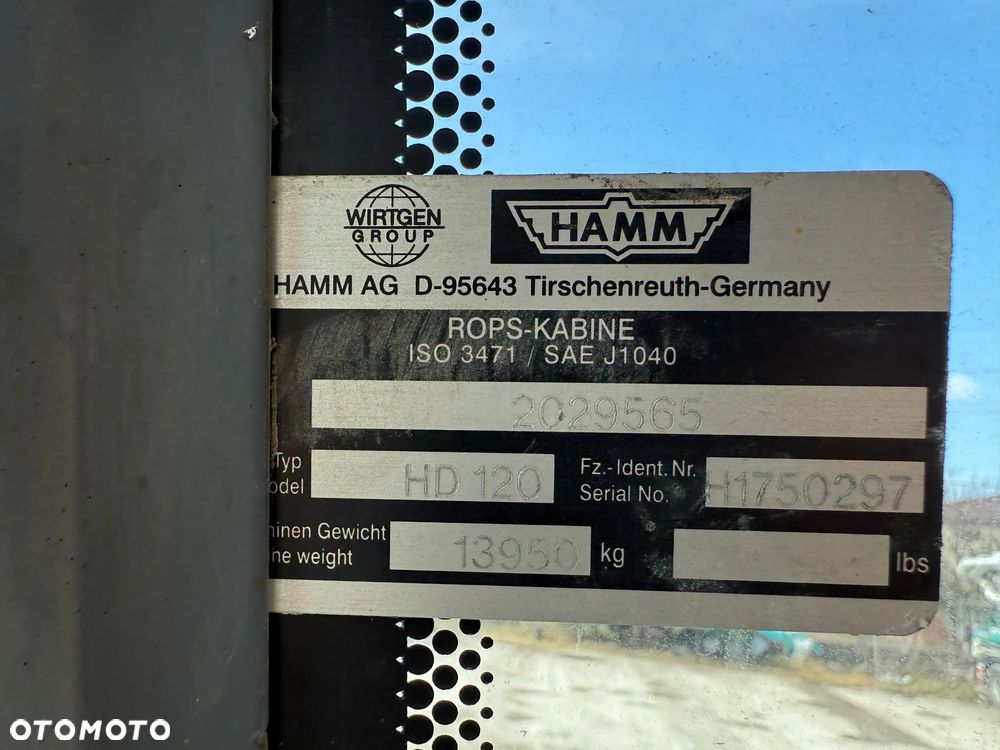 WIRTGEN
GROUP
HAMM
HAMM AG D-95643 Tirschenreuth-Germany
ROPS-KABINE
ISO 3471 / SAE J1040
2029565
Typ HD 120 Fz.-Ident. Nr. H1750297
odel Serial No.
inen Gewicht 13950 kg lbs
ne weight
OTOMOTO